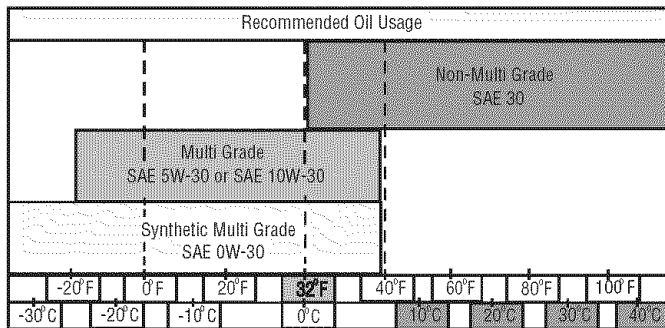 Recommended Oil Usage
Non-Multi Grade
SAE 30
Multi Grade
SAE 5W-30 or SAE 10W-30
Synthetic Multi Grade
SAE 0W-30
-20°F 0°F 20°F 32°F 40°F 60°F 80°F 100°F
-30°C -20°C -10°C 0°C 10°C 20°C 30°C 40°C